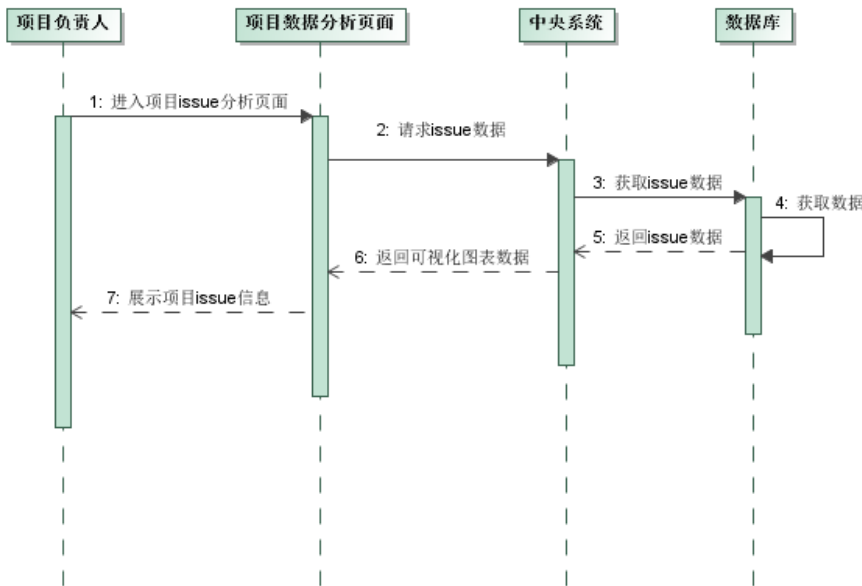 项目负责人
项目数据分析页面
中央系统
数据库
1: 进入项目issue分析页面
2: 请求issue数据
3: 获取issue数据
4: 获取数据
5: 返回issue数据
6: 返回可视化图表数据
7: 展示项目issue信息